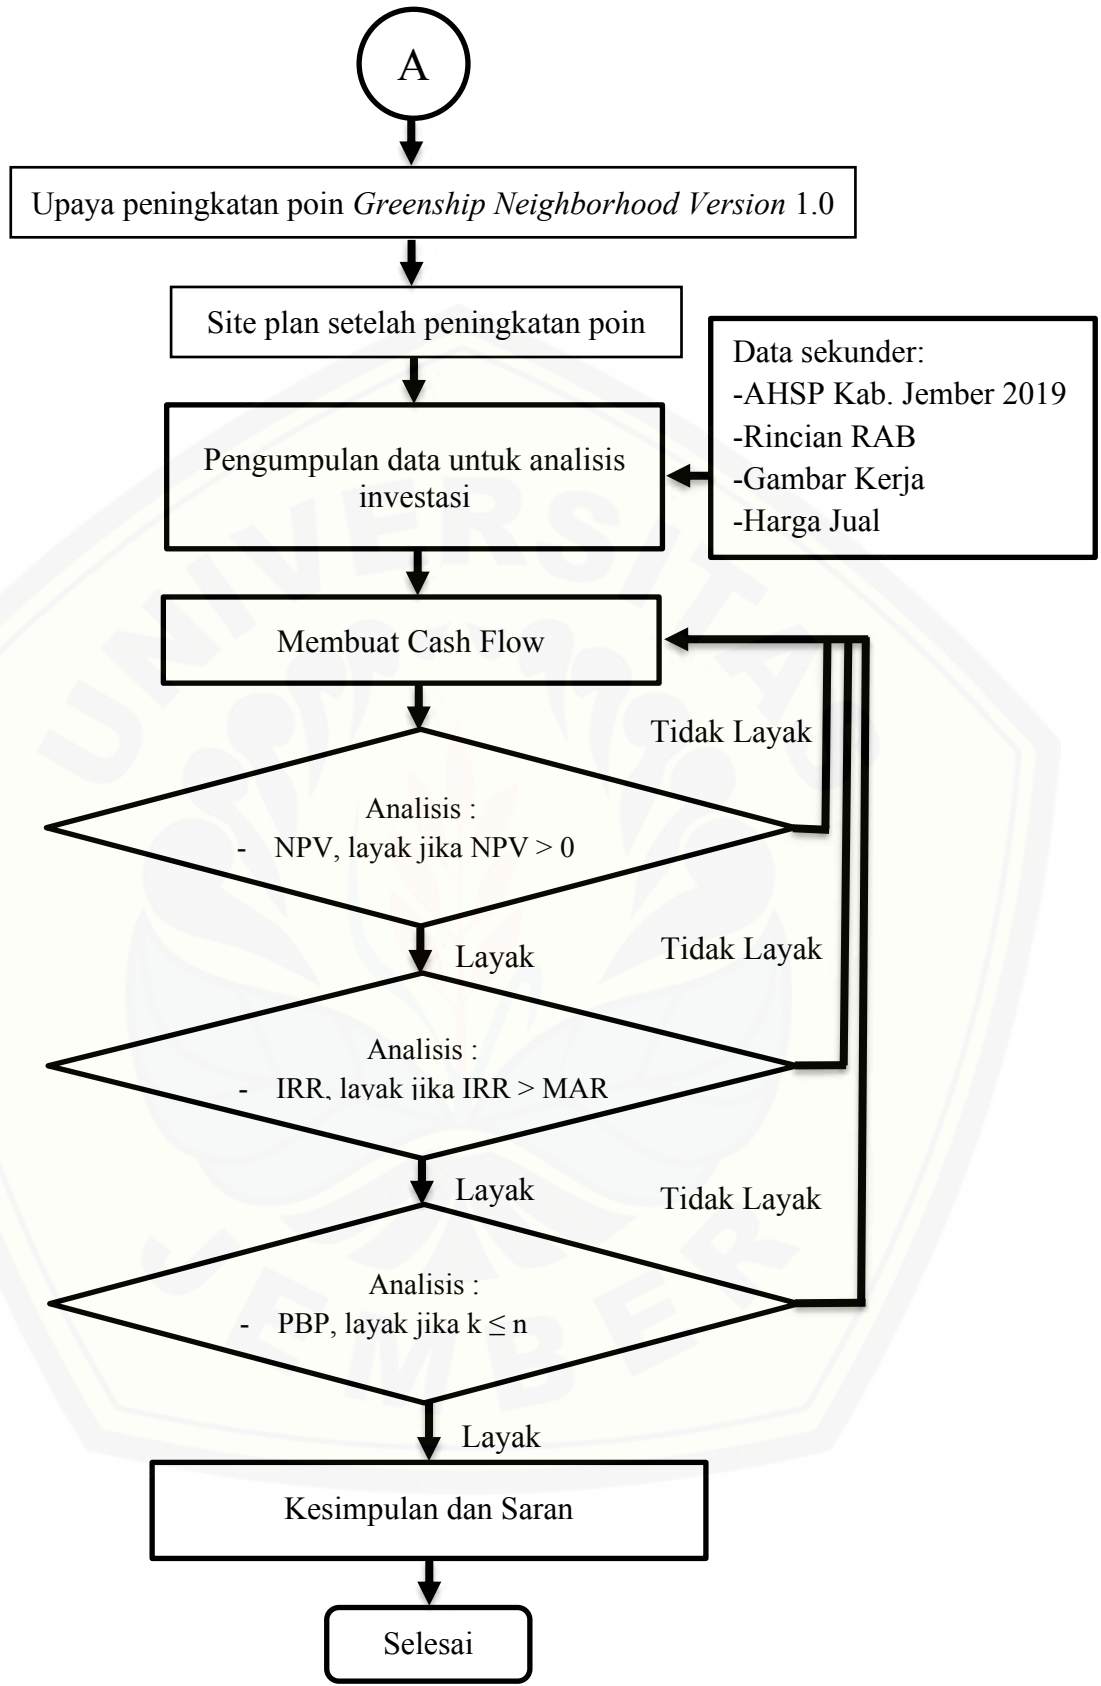 A
Upaya peningkatan poin Greenship Neighborhood Version 1.0
Site plan setelah peningkatan poin
Data sekunder:
-AHSP Kab. Jember 2019
-Rincian RAB
-Gambar Kerja
-Harga Jual
Pengumpulan data untuk analisis
investasi
Membuat Cash Flow
Tidak Layak
Analisis :
- NPV, layak jika NPV > 0
Layak
Tidak Layak
Analisis :
- IRR, layak jika IRR > MAR
Layak
Tidak Layak
Analisis :
- PBP, layak jika k ≤ n
Layak
Kesimpulan dan Saran
Selesai
UNIVERSITAS
JEMBER